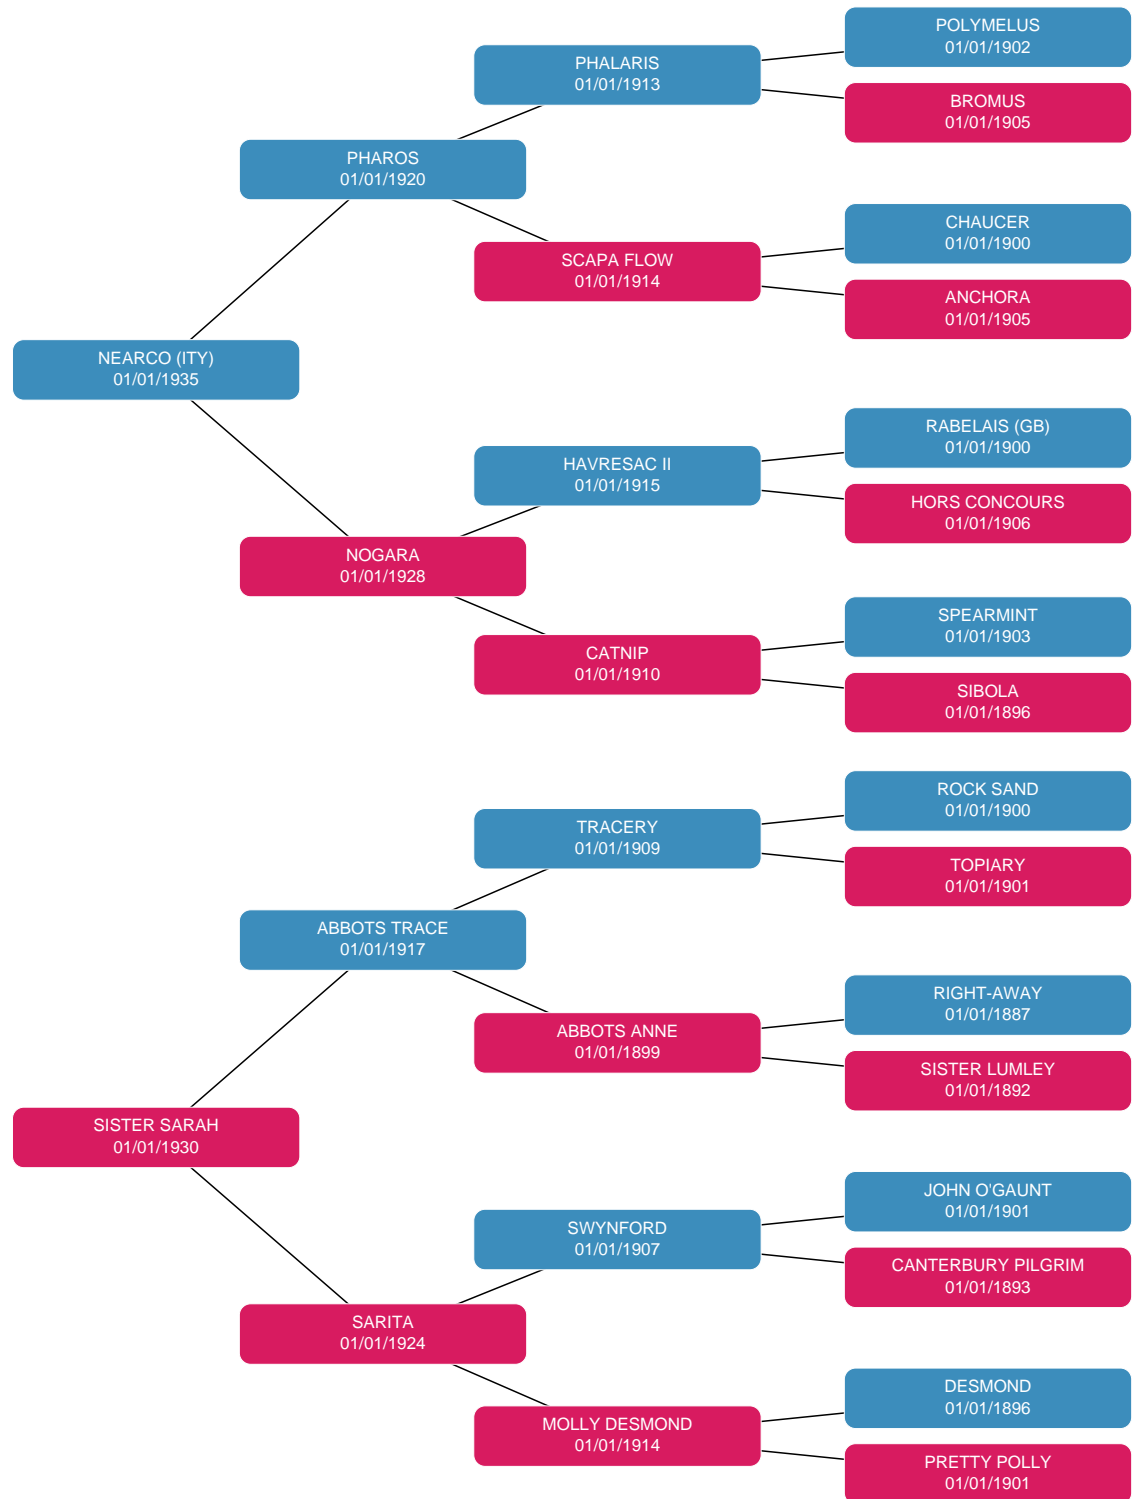 POLYMELUS
01/01/1902
PHALARIS
01/01/1913
BROMUS
01/01/1905
PHAROS
01/01/1920
CHAUCER
01/01/1900
SCAPA FLOW
01/01/1914
ANCHORA
01/01/1905
NEARCO (ITY)
01/01/1935
RABELAIS (GB)
01/01/1900
HAVRESAC II
01/01/1915
HORS CONCOURS
01/01/1906
NOGARA
01/01/1928
SPEARMINT
01/01/1903
CATNIP
01/01/1910
SIBOLA
01/01/1896
ROCK SAND
01/01/1900
TRACERY
01/01/1909
TOPIARY
01/01/1901
ABBOTS TRACE
01/01/1917
RIGHT-AWAY
01/01/1887
ABBOTS ANNE
01/01/1899
SISTER LUMLEY
01/01/1892
SISTER SARAH
01/01/1930
JOHN O'GAUNT
01/01/1901
SWYNFORD
01/01/1907
CANTERBURY PILGRIM
01/01/1893
SARITA
01/01/1924
DESMOND
01/01/1896
MOLLY DESMOND
01/01/1914
PRETTY POLLY
01/01/1901